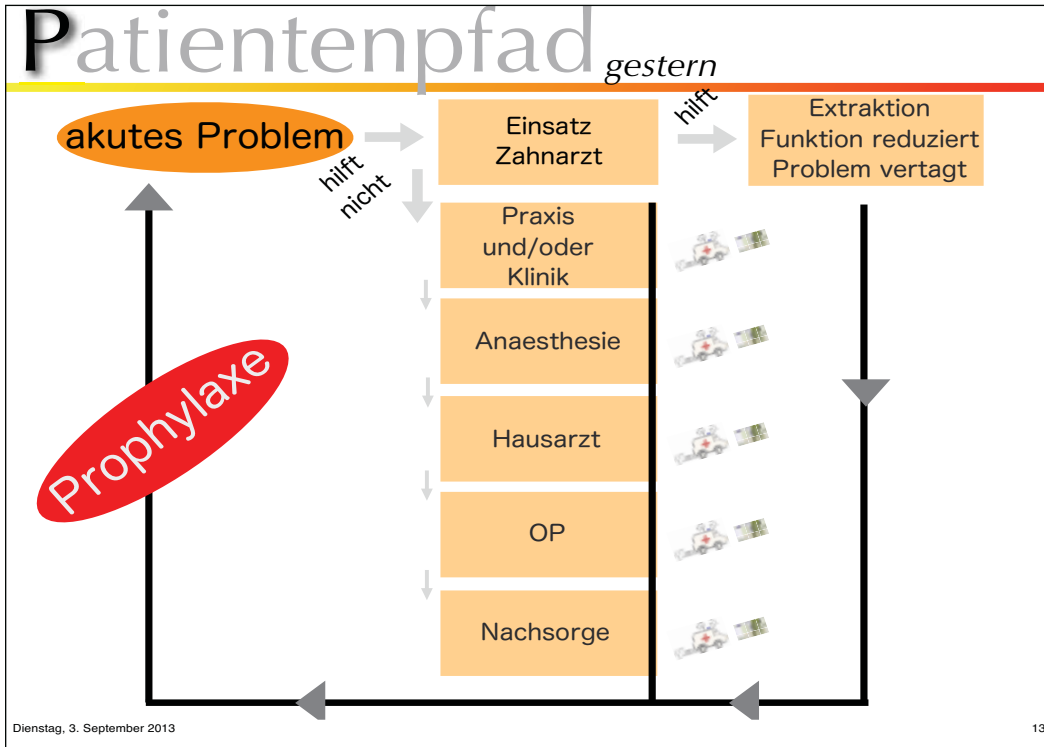 Patientenpfad gestern
akutes Problem
hilft
nicht
Einsatz
Zahnarzt
hilft
Extraktion
Funktion reduziert
Problem vertagt
Praxis
und/oder
Klinik
Anaesthesie
Prophylaxe
Hausarzt
OP
Nachsorge
Dienstag, 3. September 2013
13